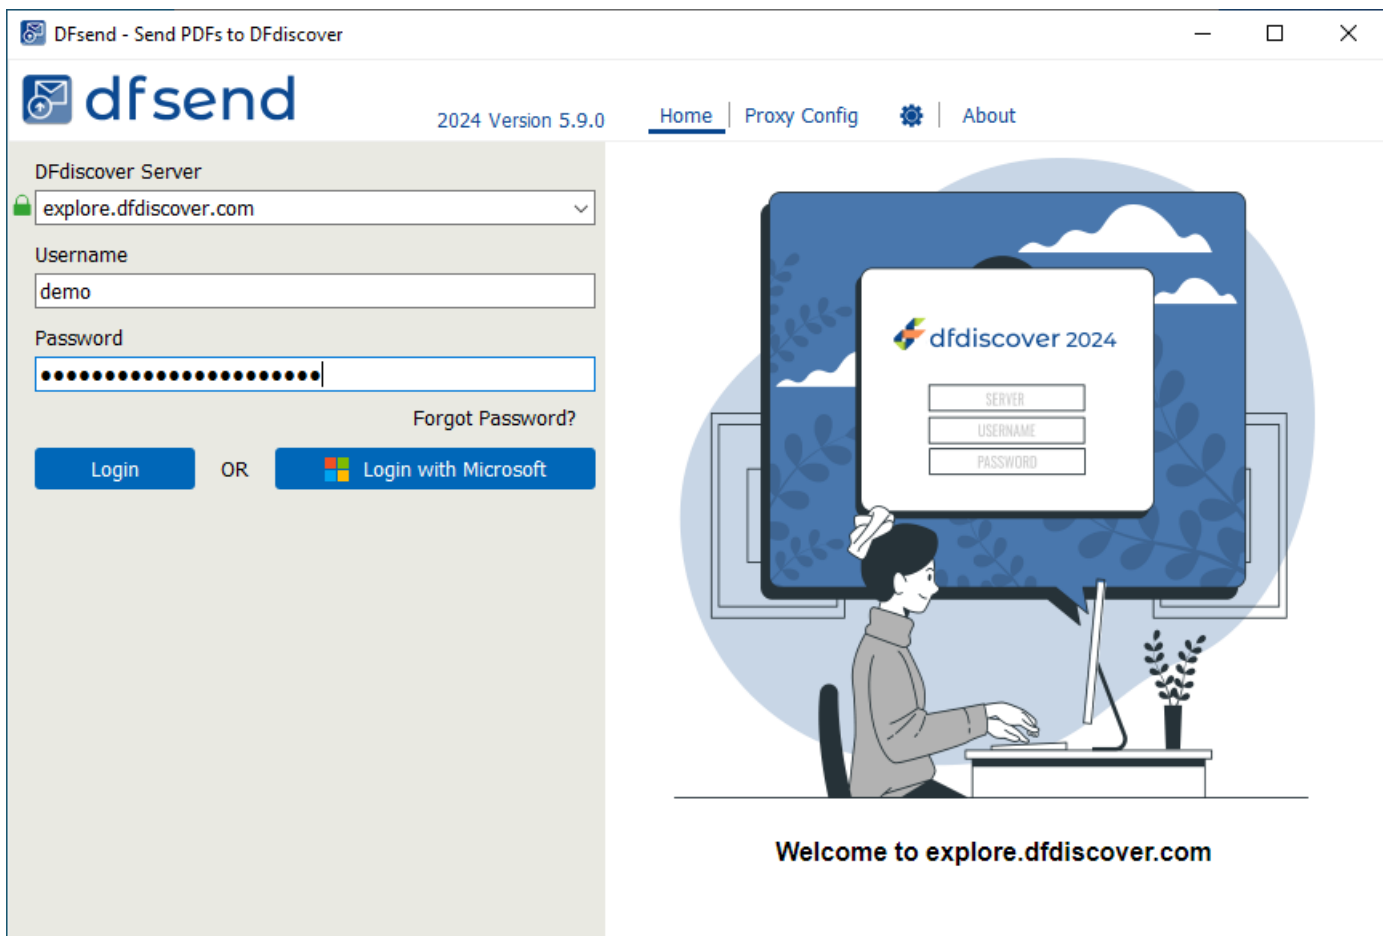 DFsend - Send PDFs to DFdiscover
dfsend
2024 Version 5.9.0
Home
Proxy Config
About
DFdiscover Server
explore.dfdiscover.com
Username
demo
Password
●●●●●●●●●●●●●●●●●●●●●●
Forgot Password?
Login
OR
Login with Microsoft
dfdiscover 2024
SERVER
USERNAME
PASSWORD
Welcome to explore.dfdiscover.com